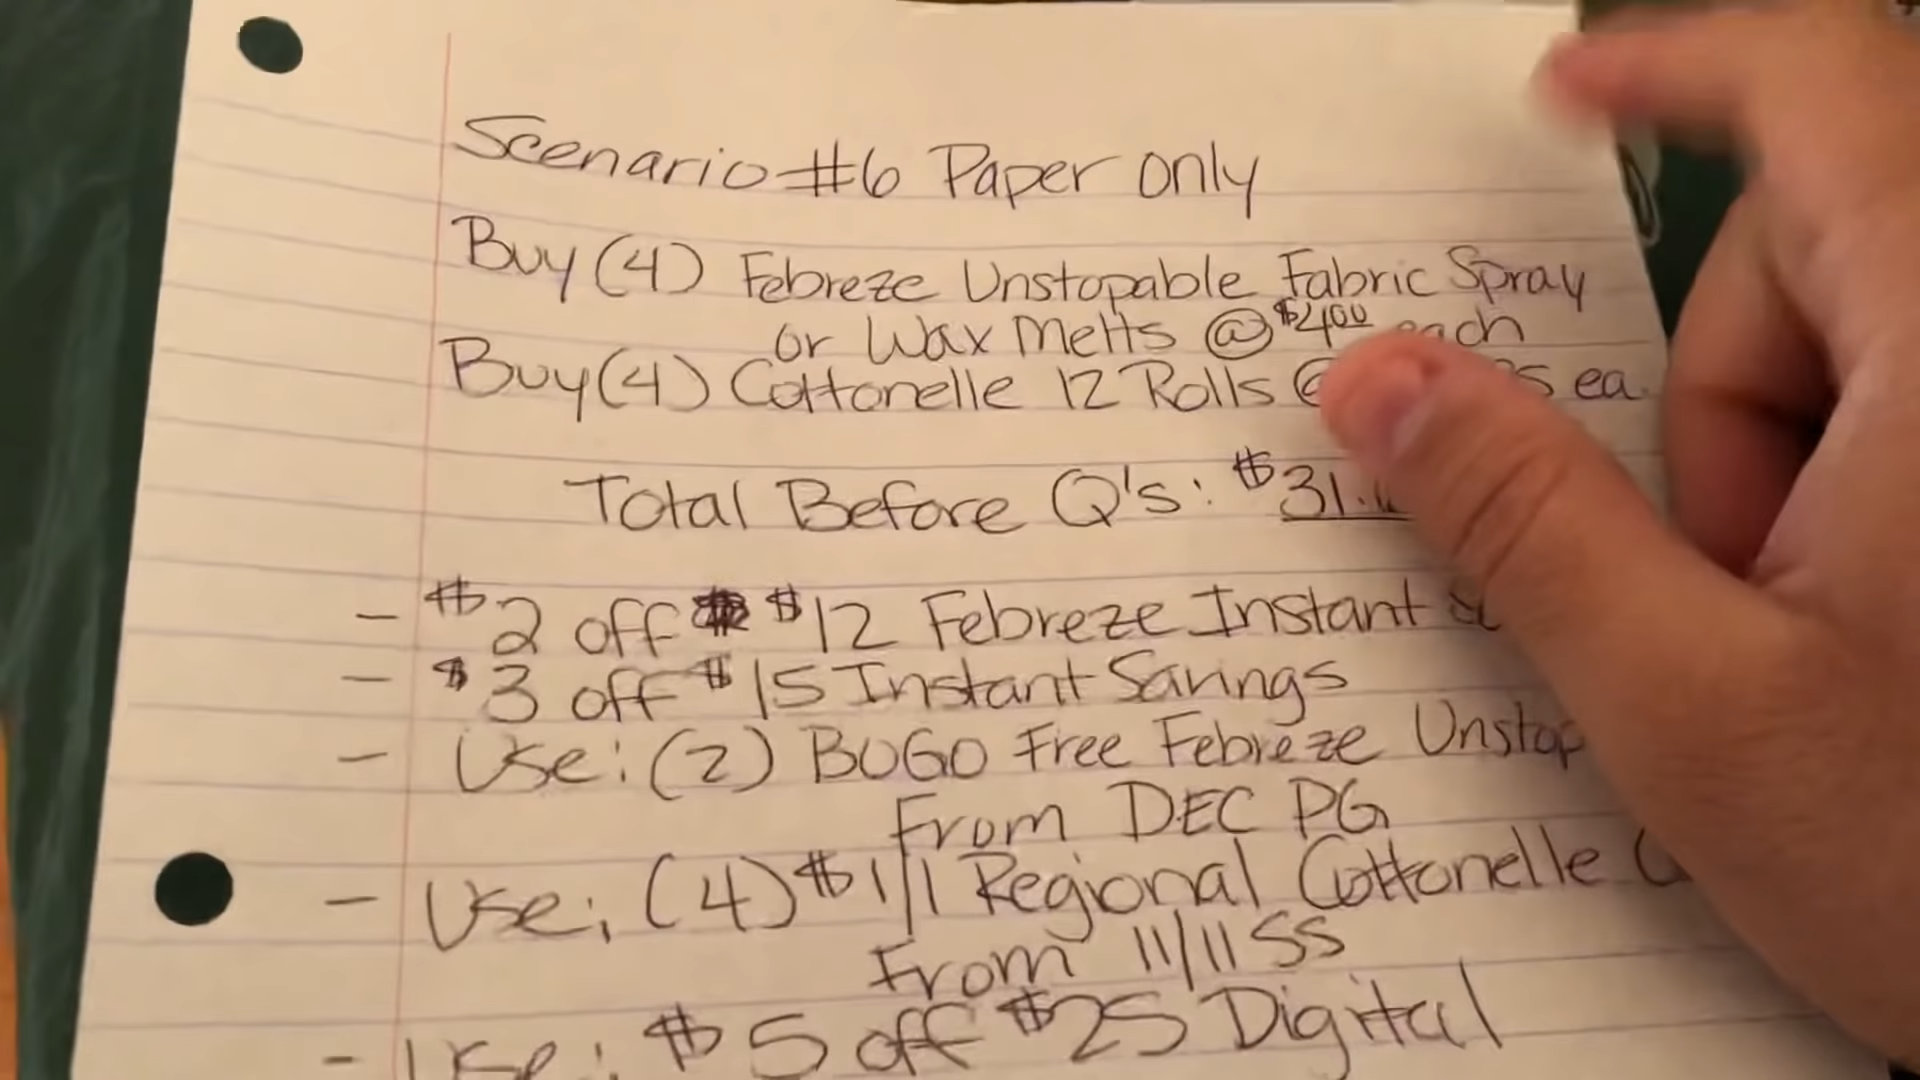 Scenario #6 Paper only
Buy (4) Febreze Unstopable Fabric Spray
or Wax Melts @ $4.00 each
Buy (4) Cottonelle 12 Rolls @ ea.
Total Before Q's: $31.
- $2 off $12 Febreze Instant
- $3 off $15 Instant Savings
- Use: (2) BOGO Free Febreze Unstop
From DEC PG
- Use: (4) $1/1 Regional Cottonelle
From 11/11 SS
- Use: $5 off $25 Digital